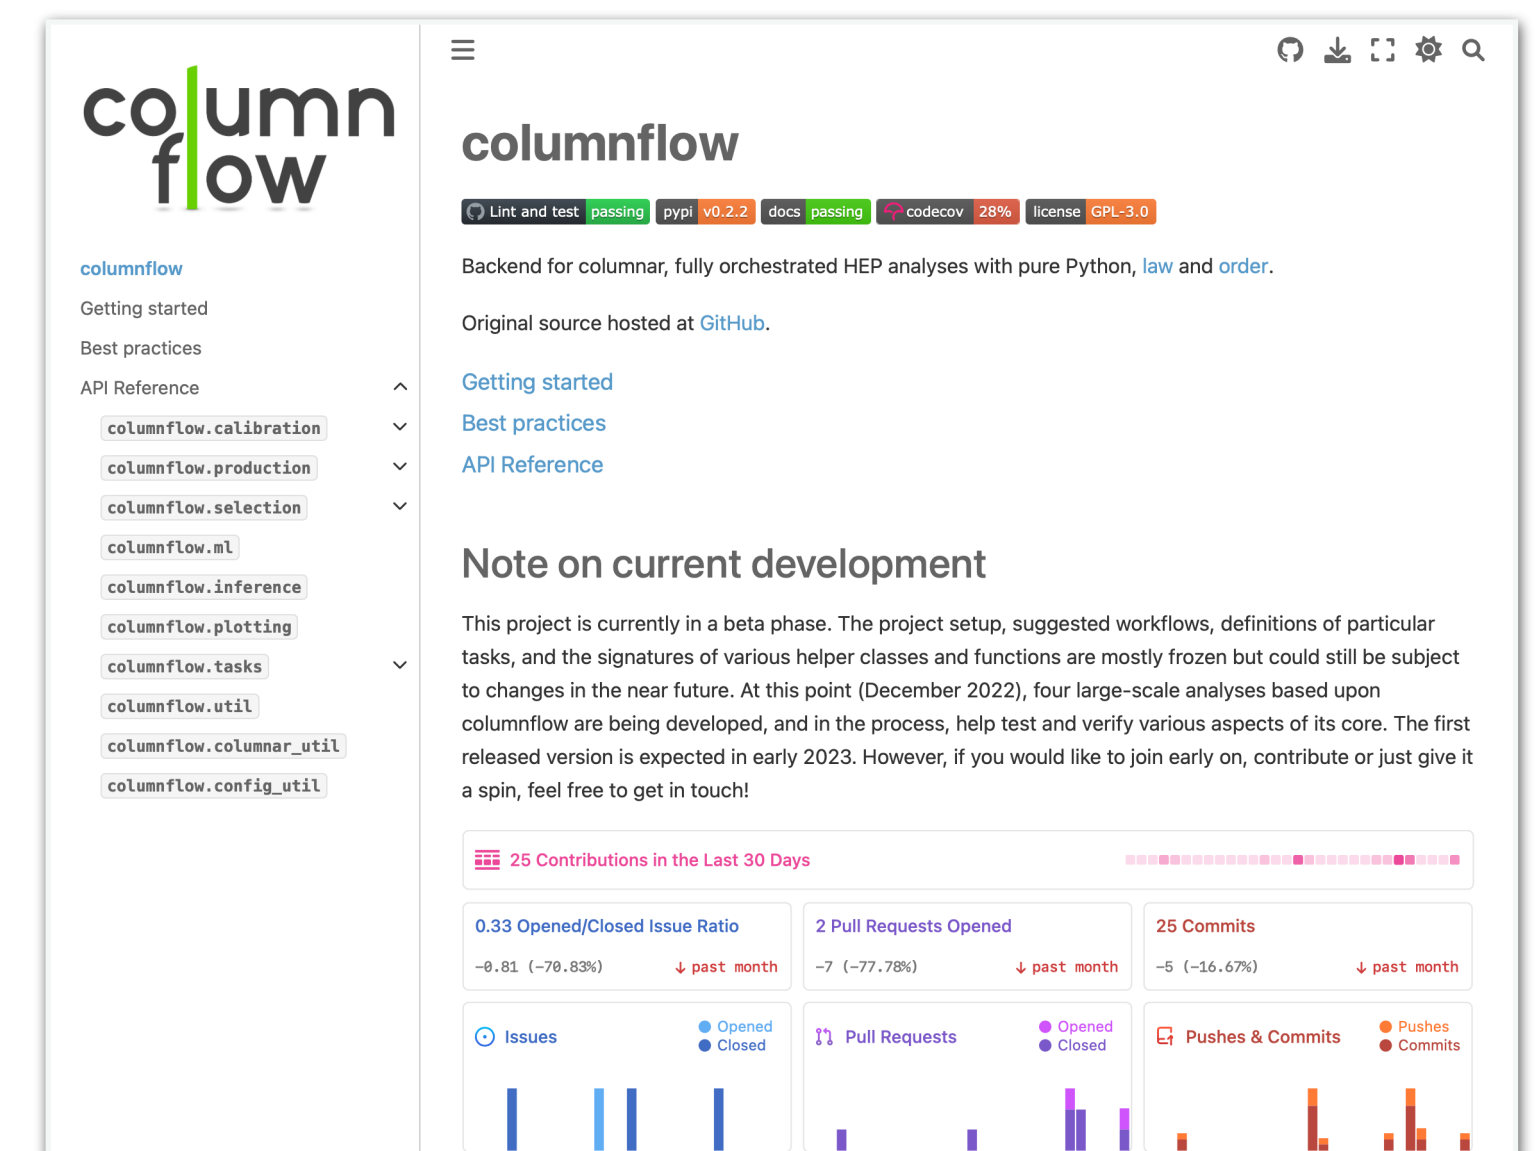 column
flow
columnflow
Getting started
Best practices
API Reference
columnflow.calibration
columnflow.production
columnflow.selection
columnflow.ml
columnflow.inference
columnflow.plotting
columnflow.tasks
columnflow.util
columnflow.columnar_util
columnflow.config_util
columnflow
Lint and test passing pypi v0.2.2 docs passing codecov 28% license GPL-3.0
Backend for columnar, fully orchestrated HEP analyses with pure Python, law and order.
Original source hosted at GitHub.
Getting started
Best practices
API Reference
Note on current development
This project is currently in a beta phase. The project setup, suggested workflows, definitions of particular
tasks, and the signatures of various helper classes and functions are mostly frozen but could still be subject
to changes in the near future. At this point (December 2022), four large-scale analyses based upon
columnflow are being developed, and in the process, help test and verify various aspects of its core. The first
released version is expected in early 2023. However, if you would like to join early on, contribute or just give it
a spin, feel free to get in touch!
25 Contributions in the Last 30 Days
0.33 Opened/Closed Issue Ratio
-0.81 (-70.83%) ↓ past month
2 Pull Requests Opened
-7 (-77.78%) ↓ past month
25 Commits
-5 (-16.67%) ↓ past month
Issues
Opened
Closed
Pull Requests
Opened
Closed
Pushes & Commits
Pushes
Commits